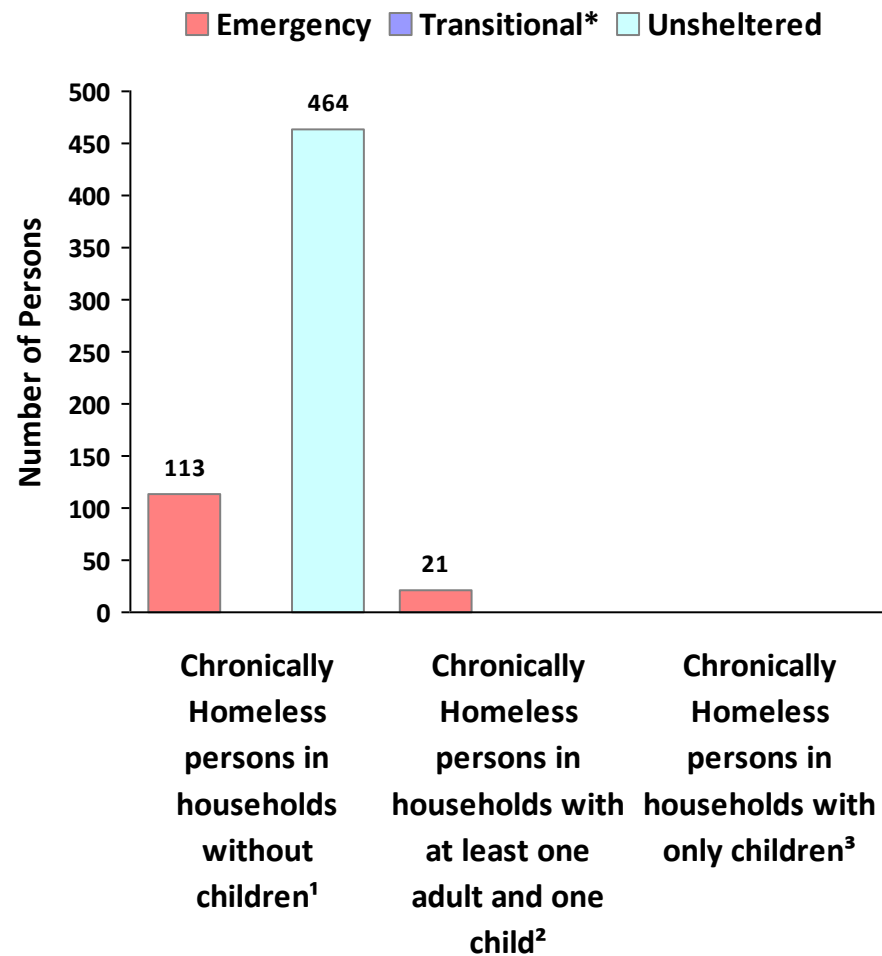 Emergency Transitional* Unsheltered
500
450
400
350
300
250
200
150
100
50
0
Number of Persons
464
113
21
Chronically
Homeless
persons in
households
without
children¹
Chronically
Homeless
persons in
households with
at least one
adult and one
child²
Chronically
Homeless
persons in
households with
only children³